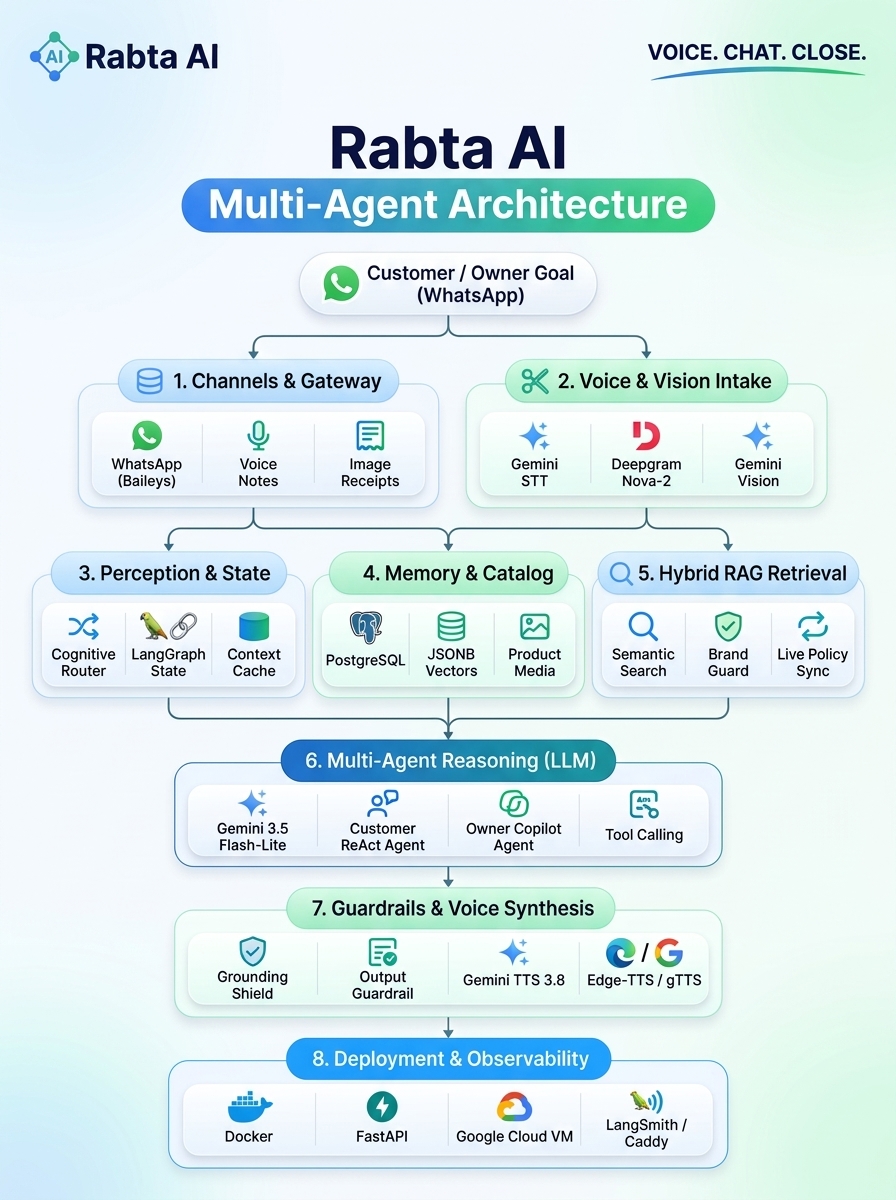 AI Rabta AI
VOICE. CHAT. CLOSE.
Rabta AI
Multi-Agent Architecture
Customer / Owner Goal
(WhatsApp)
1. Channels & Gateway
WhatsApp
(Baileys)
Voice
Notes
Image
Receipts
2. Voice & Vision Intake
Gemini
STT
Deepgram
Nova-2
Gemini
Vision
3. Perception & State
Cognitive
Router
LangGraph
State
Context
Cache
4. Memory & Catalog
PostgreSQL
JSONB
Vectors
Product
Media
5. Hybrid RAG Retrieval
Semantic
Search
Brand
Guard
Live Policy
Sync
6. Multi-Agent Reasoning (LLM)
Gemini 3.5
Flash-Lite
Customer
ReAct Agent
Owner Copilot
Agent
Tool Calling
7. Guardrails & Voice Synthesis
Grounding
Shield
Output
Guardrail
Gemini TTS 3.8
/
Edge-TTS / gTTS
8. Deployment & Observability
Docker
FastAPI
Google Cloud VM
LangSmith /
Caddy